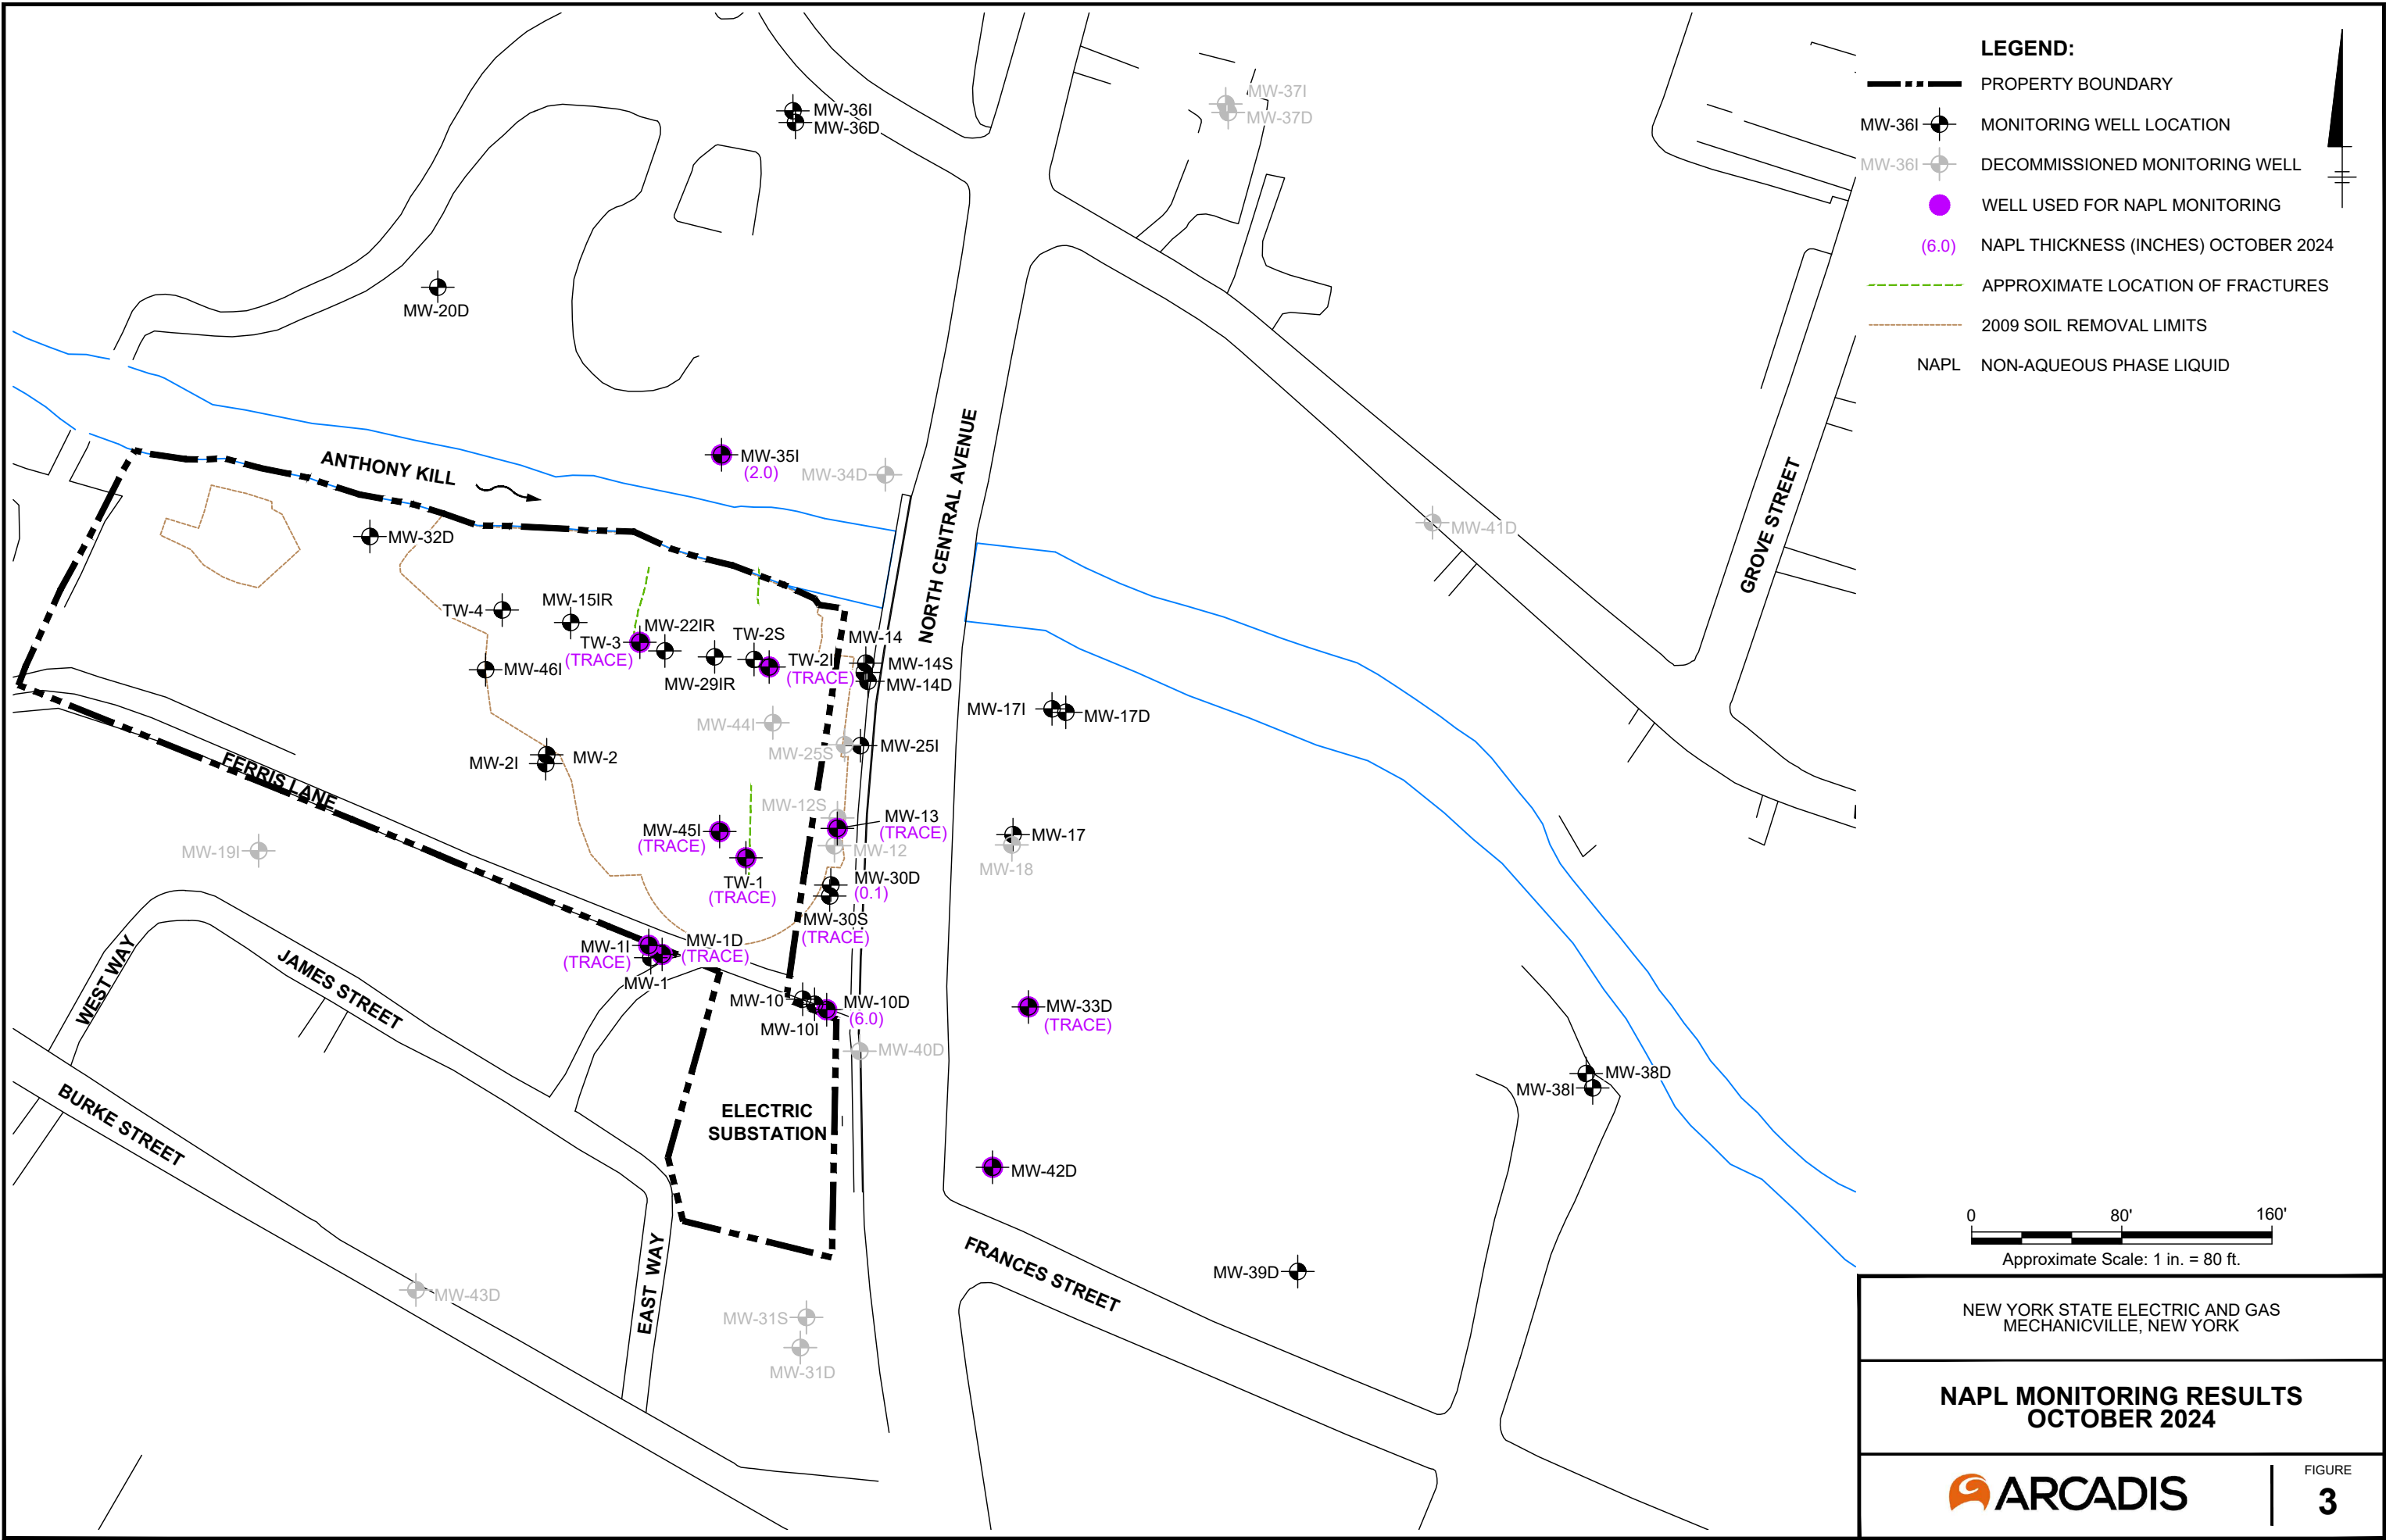 LEGEND:
PROPERTY BOUNDARY
MW-36I MONITORING WELL LOCATION
MW-36I DECOMMISSIONED MONITORING WELL
WELL USED FOR NAPL MONITORING
(6.0) NAPL THICKNESS (INCHES) OCTOBER 2024
APPROXIMATE LOCATION OF FRACTURES
2009 SOIL REMOVAL LIMITS
NAPL NON-AQUEOUS PHASE LIQUID
MW-37I
MW-37D
MW-36I
MW-36D
MW-20D
ANTHONY KILL
MW-35I
(2.0)
MW-34D
NORTH CENTRAL AVENUE
MW-41D
GROVE STREET
MW-32D
TW-4
MW-15IR
TW-3
(TRACE)
MW-22IR
MW-29IR
TW-2S
TW-2I
(TRACE)
MW-14
MW-14S
MW-14D
MW-46I
MW-44I
MW-25S
MW-25I
MW-17I
MW-17D
MW-2I
MW-2
FERRIS LANE
MW-12S
MW-13
(TRACE)
MW-12
MW-45I
(TRACE)
TW-1
(TRACE)
MW-17
MW-18
MW-19I
MW-30D
(0.1)
MW-30S
(TRACE)
MW-1I
(TRACE)
MW-1D
(TRACE)
MW-1
MW-10
MW-10I
MW-10D
(6.0)
MW-33D
(TRACE)
MW-40D
WEST WAY
JAMES STREET
BURKE STREET
ELECTRIC
SUBSTATION
MW-38D
MW-38I
MW-42D
EAST WAY
FRANCES STREET
MW-39D
MW-43D
MW-31S
MW-31D
0 80' 160'
Approximate Scale: 1 in. = 80 ft.
NEW YORK STATE ELECTRIC AND GAS
MECHANICVILLE, NEW YORK
NAPL MONITORING RESULTS
OCTOBER 2024
ARCADIS
FIGURE
3